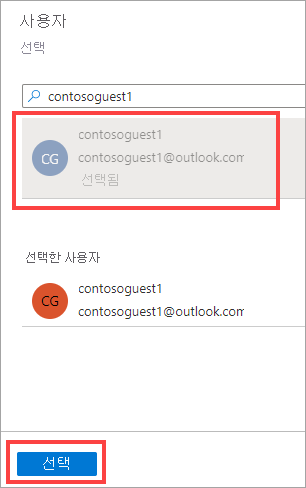 사용자
선택
contosoguest1
contosoguest1
CG
contosoguest1@outlook.com
선택됨
선택한 사용자
contosoguest1
CG
contosoguest1@outlook.com
선택